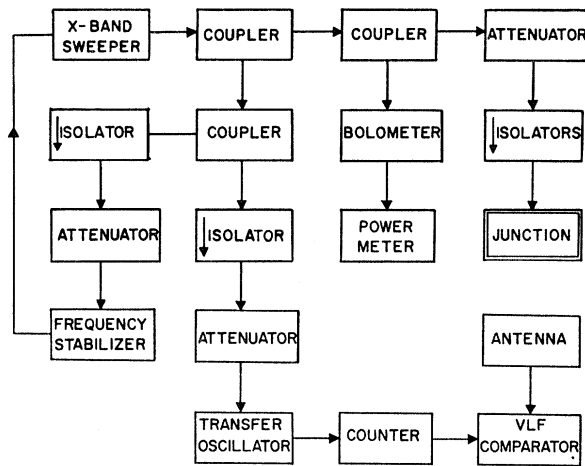 X-BAND
SWEEPER
COUPLER
COUPLER
ATTENUATOR
ISOLATOR
COUPLER
BOLOMETER
ISOLATORS
ATTENUATOR
ISOLATOR
POWER
METER
JUNCTION
FREQUENCY
STABILIZER
ATTENUATOR
ANTENNA
TRANSFER
OSCILLATOR
COUNTER
VLF
COMPARATOR